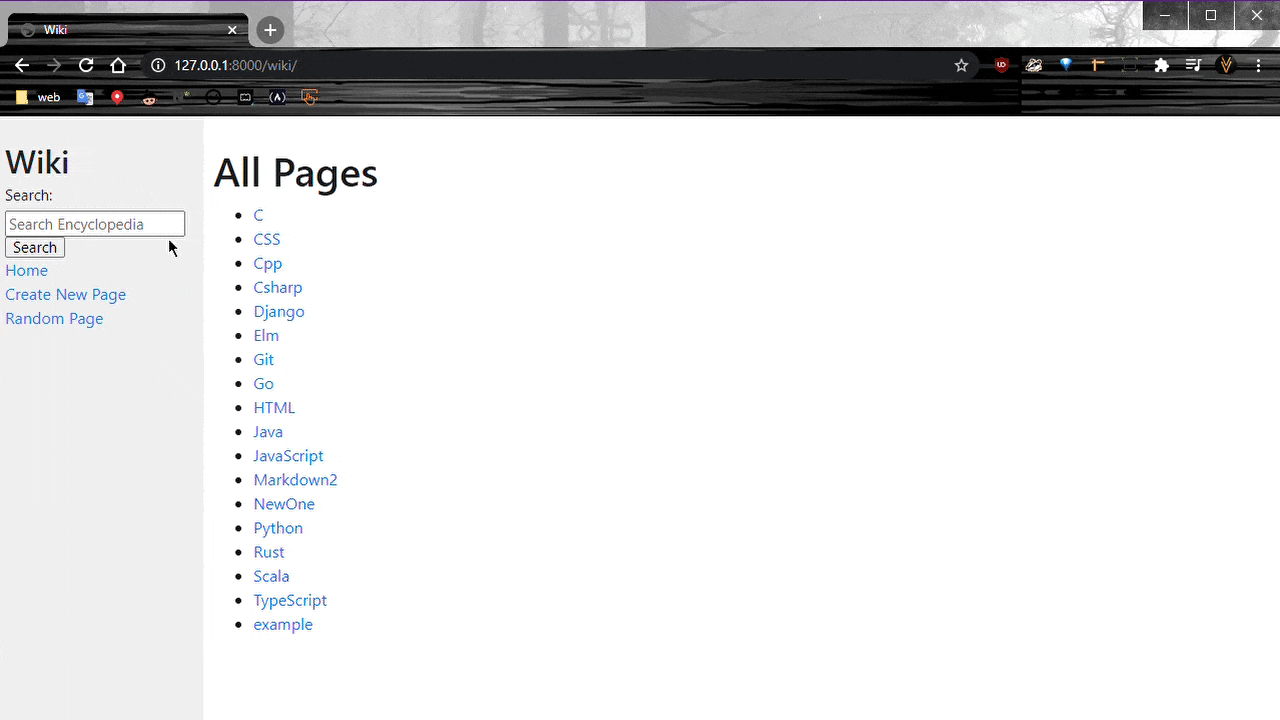 Wiki
127.0.0.1:8000/wiki/
web
Wiki
Search:
Search Encyclopedia
Search
Home
Create New Page
Random Page
All Pages
C
CSS
Cpp
Csharp
Django
Elm
Git
Go
HTML
Java
JavaScript
Markdown2
NewOne
Python
Rust
Scala
TypeScript
example